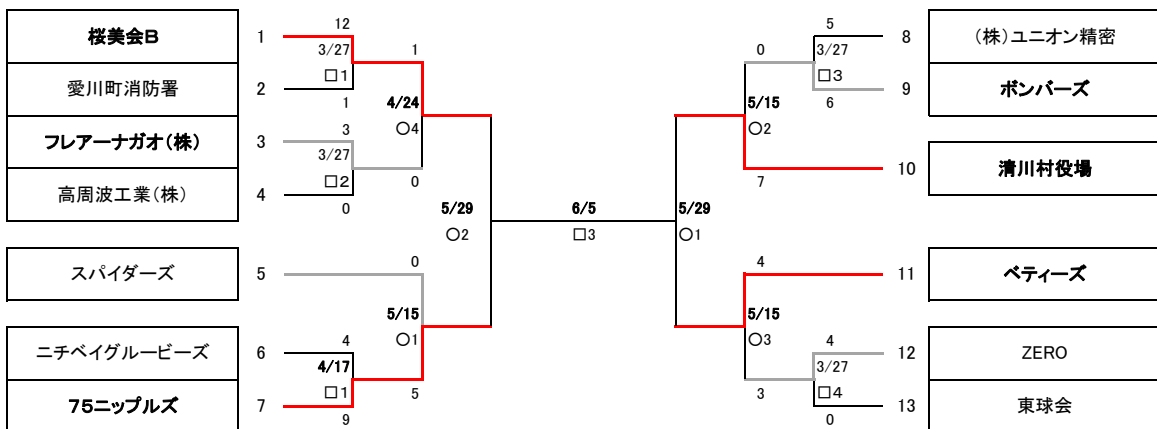 桜美会B 1 12 3/27 □1 1
愛川町消防署 2 1
4/24 ○4
フレアーナガオ(株) 3 3 3/27 □2 0
高周波工業(株) 4 0
5/29 ○2
スパイダーズ 5 0
5/15 ○1
ニチベイグルービーズ 6 4 4/17 □1 5
75ニップルズ 7 9
6/5 □3
5/29 ○1
0 5 3/27 □3 8 (株)ユニオン精密
6 9 ボンバーズ
5/15 ○2
7 10 清川村役場
4 11 ベティーズ
5/15 ○3
3 4 3/27 □4 12 ZERO
0 13 東球会